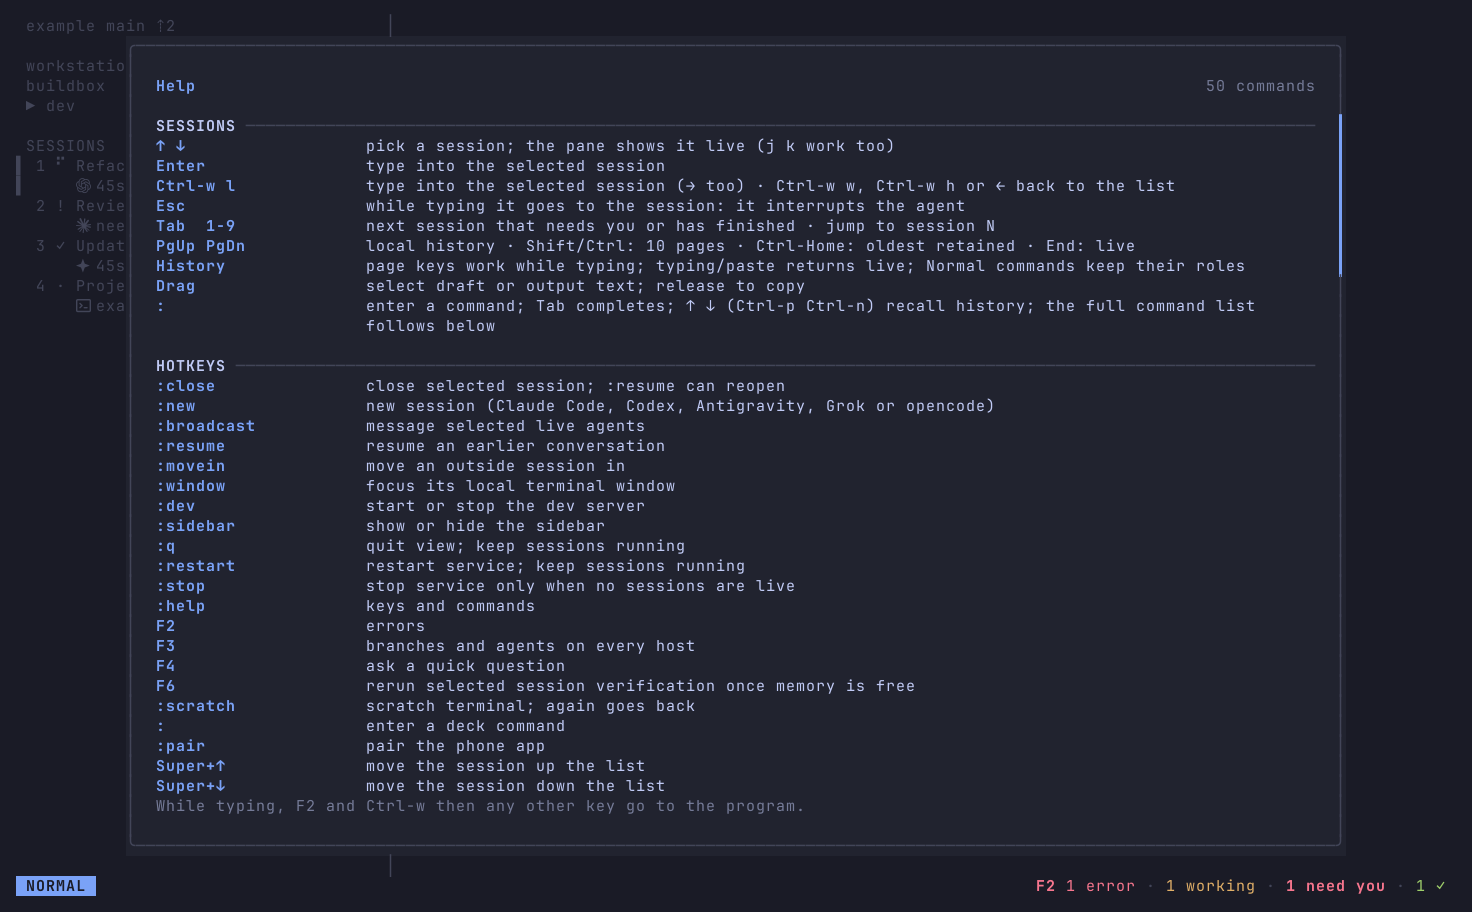 example main ↑2
workstatio
buildbox
▶ dev
SESSIONS
1 Refac
45s
2 ! Revie
nee
3 ✓ Updat
45s
4 · Proje
exa
Help 50 commands
SESSIONS
↑ ↓ pick a session; the pane shows it live (j k work too)
Enter type into the selected session
Ctrl-w l type into the selected session (→ too) · Ctrl-w w, Ctrl-w h or ← back to the list
Esc while typing it goes to the session: it interrupts the agent
Tab 1-9 next session that needs you or has finished · jump to session N
PgUp PgDn local history · Shift/Ctrl: 10 pages · Ctrl-Home: oldest retained · End: live
History page keys work while typing; typing/paste returns live; Normal commands keep their roles
Drag select draft or output text; release to copy
: enter a command; Tab completes; ↑ ↓ (Ctrl-p Ctrl-n) recall history; the full command list
follows below
HOTKEYS
:close close selected session; :resume can reopen
:new new session (Claude Code, Codex, Antigravity, Grok or opencode)
:broadcast message selected live agents
:resume resume an earlier conversation
:movein move an outside session in
:window focus its local terminal window
:dev start or stop the dev server
:sidebar show or hide the sidebar
:q quit view; keep sessions running
:restart restart service; keep sessions running
:stop stop service only when no sessions are live
:help keys and commands
F2 errors
F3 branches and agents on every host
F4 ask a quick question
F6 rerun selected session verification once memory is free
:scratch scratch terminal; again goes back
: enter a deck command
:pair pair the phone app
Super+↑ move the session up the list
Super+↓ move the session down the list
While typing, F2 and Ctrl-w then any other key go to the program.
NORMAL F2 1 error · 1 working · 1 need you · 1 ✓